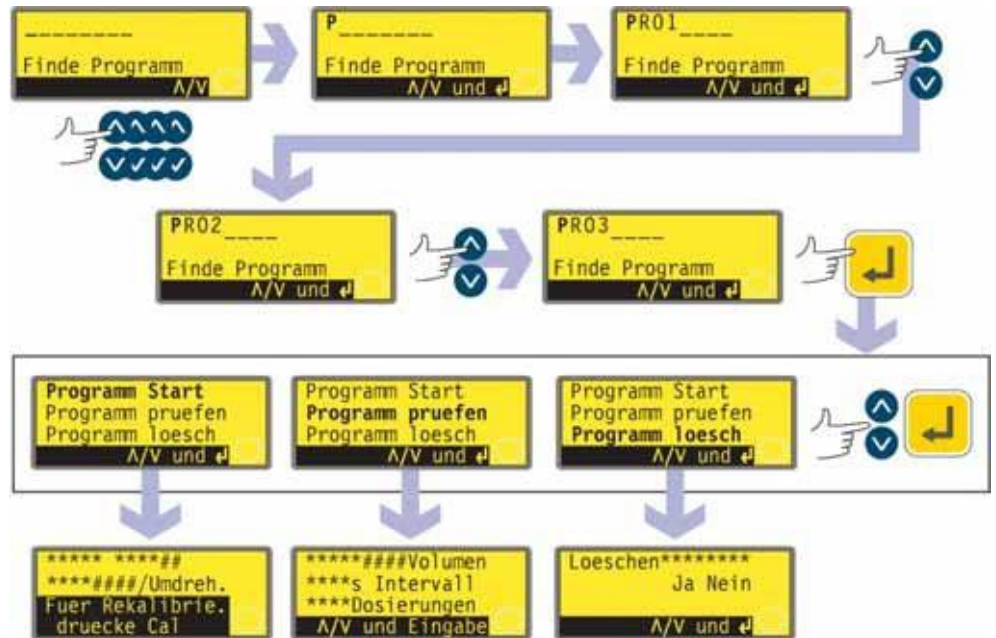 ________
Finde Programm
Λ/V
P_______
Finde Programm
Λ/V und ↲
PRO1____
Finde Programm
Λ/V und ↲
PRO2____
Finde Programm
Λ/V und ↲
PRO3____
Finde Programm
Λ/V und ↲
Programm Start
Programm pruefen
Programm loesch
Λ/V und ↲
Programm Start
Programm pruefen
Programm loesch
Λ/V und ↲
Programm Start
Programm pruefen
Programm loesch
Λ/V und ↲
***** ****##
****####/Umdreh.
Fuer Rekalibrie.
druecke Cal
*****####Volumen
****s Intervall
****Dosierungen
Λ/V und Eingabe
Loeschen********
Ja Nein
Λ/V und ↲